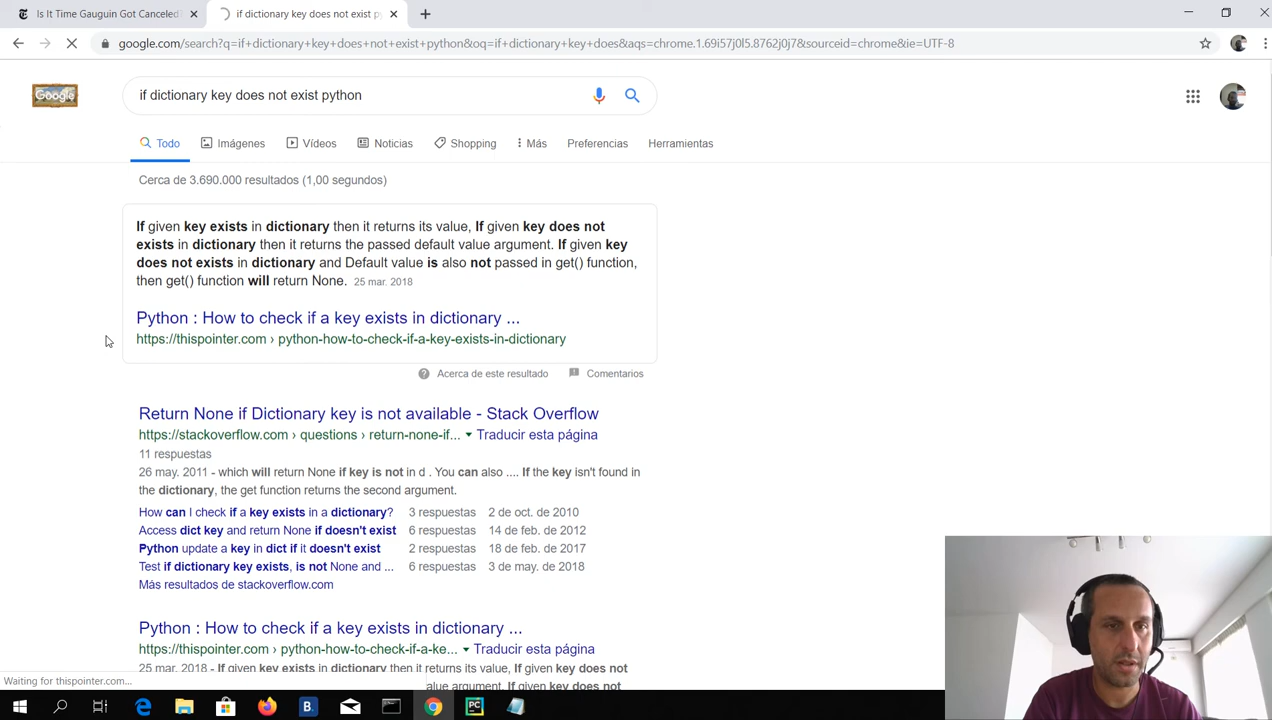 Is It Time Gauguin Got Canceled?
if dictionary key does not exist py
google.com/search?q=if+dictionary+key+does+not+exist+python&oq=if+dictionary+key+does&aqs=chrome.1.69i57j0l5.8762j0j7&sourceid=chrome&ie=UTF-8
Google
if dictionary key does not exist python
Todo
Imágenes
Vídeos
Noticias
Shopping
Más
Preferencias
Herramientas
Cerca de 3.690.000 resultados (1,00 segundos)
If given key exists in dictionary then it returns its value, If given key does not
exists in dictionary then it returns the passed default value argument. If given key
does not exists in dictionary and Default value is also not passed in get() function,
then get() function will return None. 25 mar. 2018
Python : How to check if a key exists in dictionary ...
https://thispointer.com › python-how-to-check-if-a-key-exists-in-dictionary
Acerca de este resultado
Comentarios
Return None if Dictionary key is not available - Stack Overflow
https://stackoverflow.com › questions › return-none-if... Traducir esta página
11 respuestas
26 may. 2011 - which will return None if key is not in d . You can also .... If the key isn't found in
the dictionary, the get function returns the second argument.
How can I check if a key exists in a dictionary? 3 respuestas 2 de oct. de 2010
Access dict key and return None if doesn't exist 6 respuestas 14 de feb. de 2012
Python update a key in dict if it doesn't exist 2 respuestas 18 de feb. de 2017
Test if dictionary key exists, is not None and ... 6 respuestas 3 de may. de 2018
Más resultados de stackoverflow.com
Python : How to check if a key exists in dictionary ...
https://thispointer.com › python-how-to-check-if-a-ke... Traducir esta página
25 mar. 2018 - If given key exists in dictionary then it returns its value, If given key does not
alue argument. If given key does not
Waiting for thispointer.com...
B.
PC